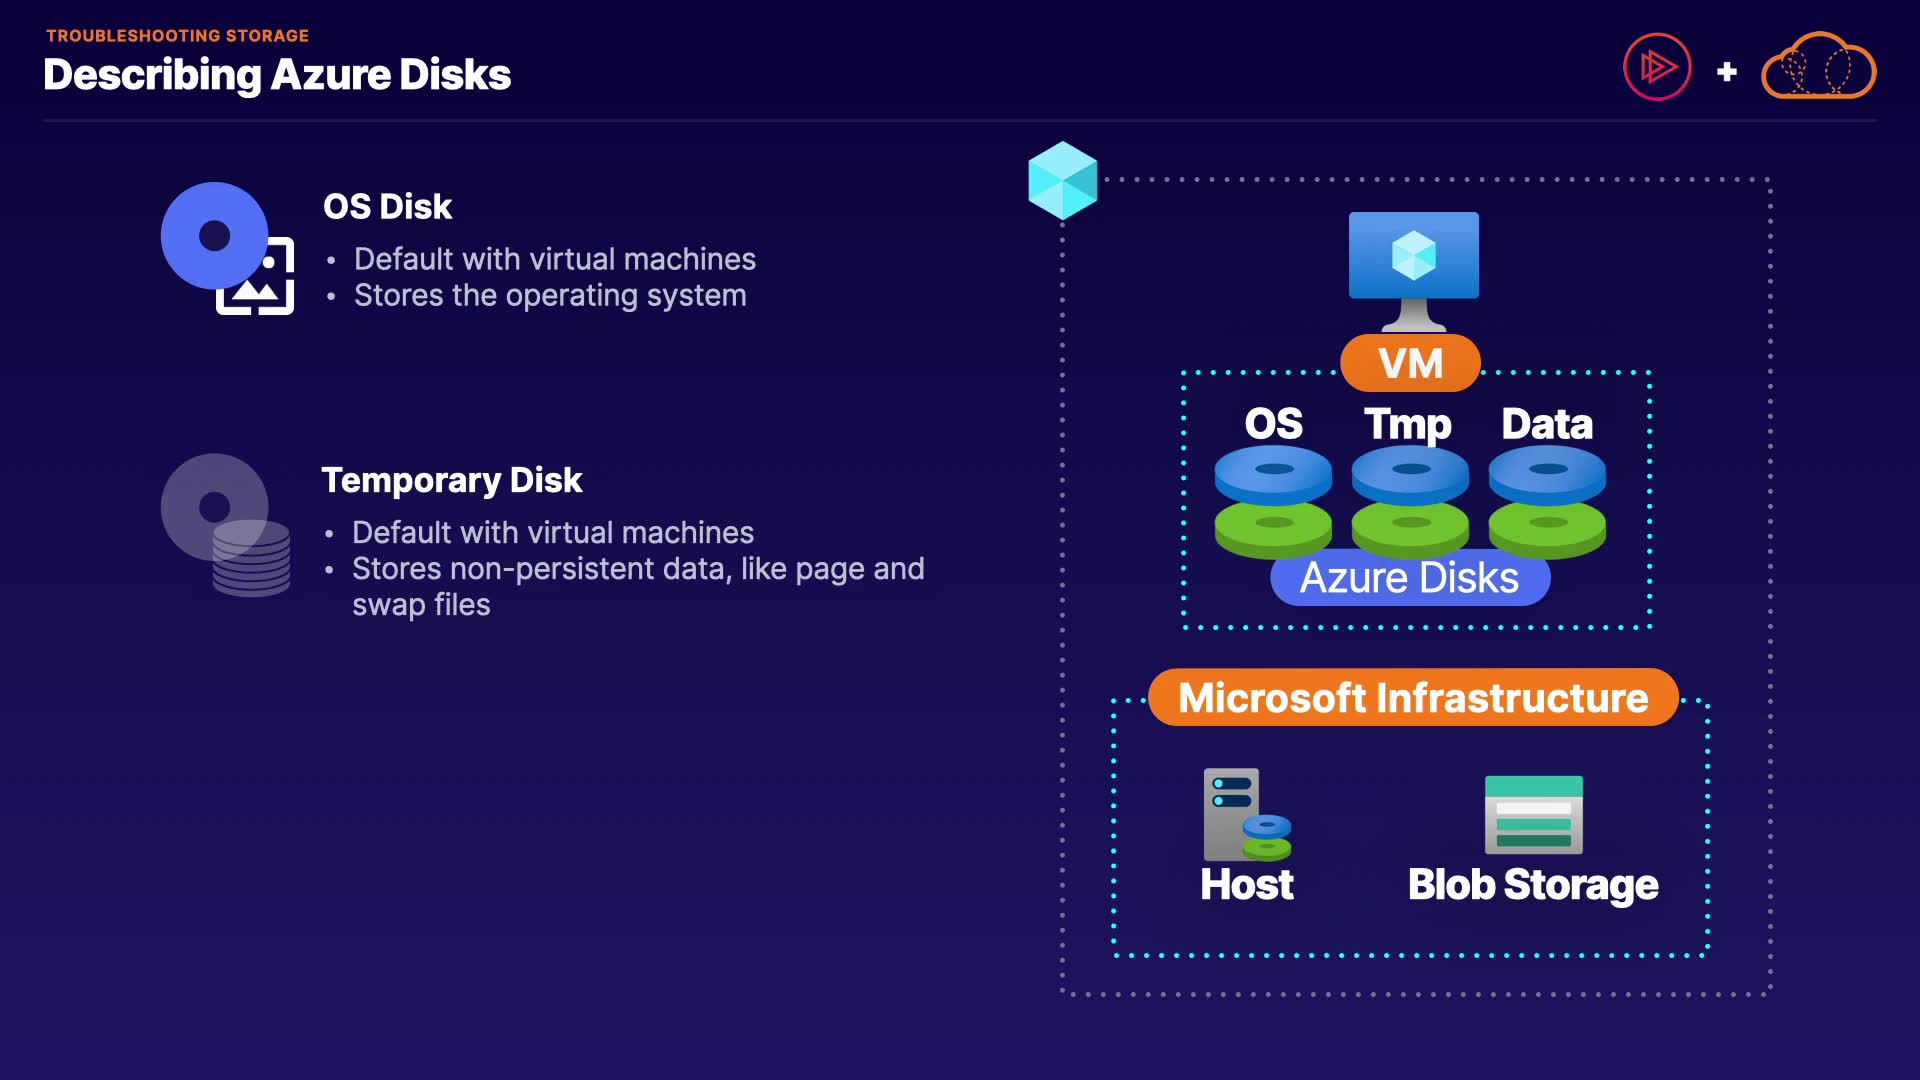 TROUBLESHOOTING STORAGE
Describing Azure Disks
OS Disk
• Default with virtual machines
• Stores the operating system
Temporary Disk
• Default with virtual machines
• Stores non-persistent data, like page and
swap files
VM
OS Tmp Data
Azure Disks
Microsoft Infrastructure
Host Blob Storage